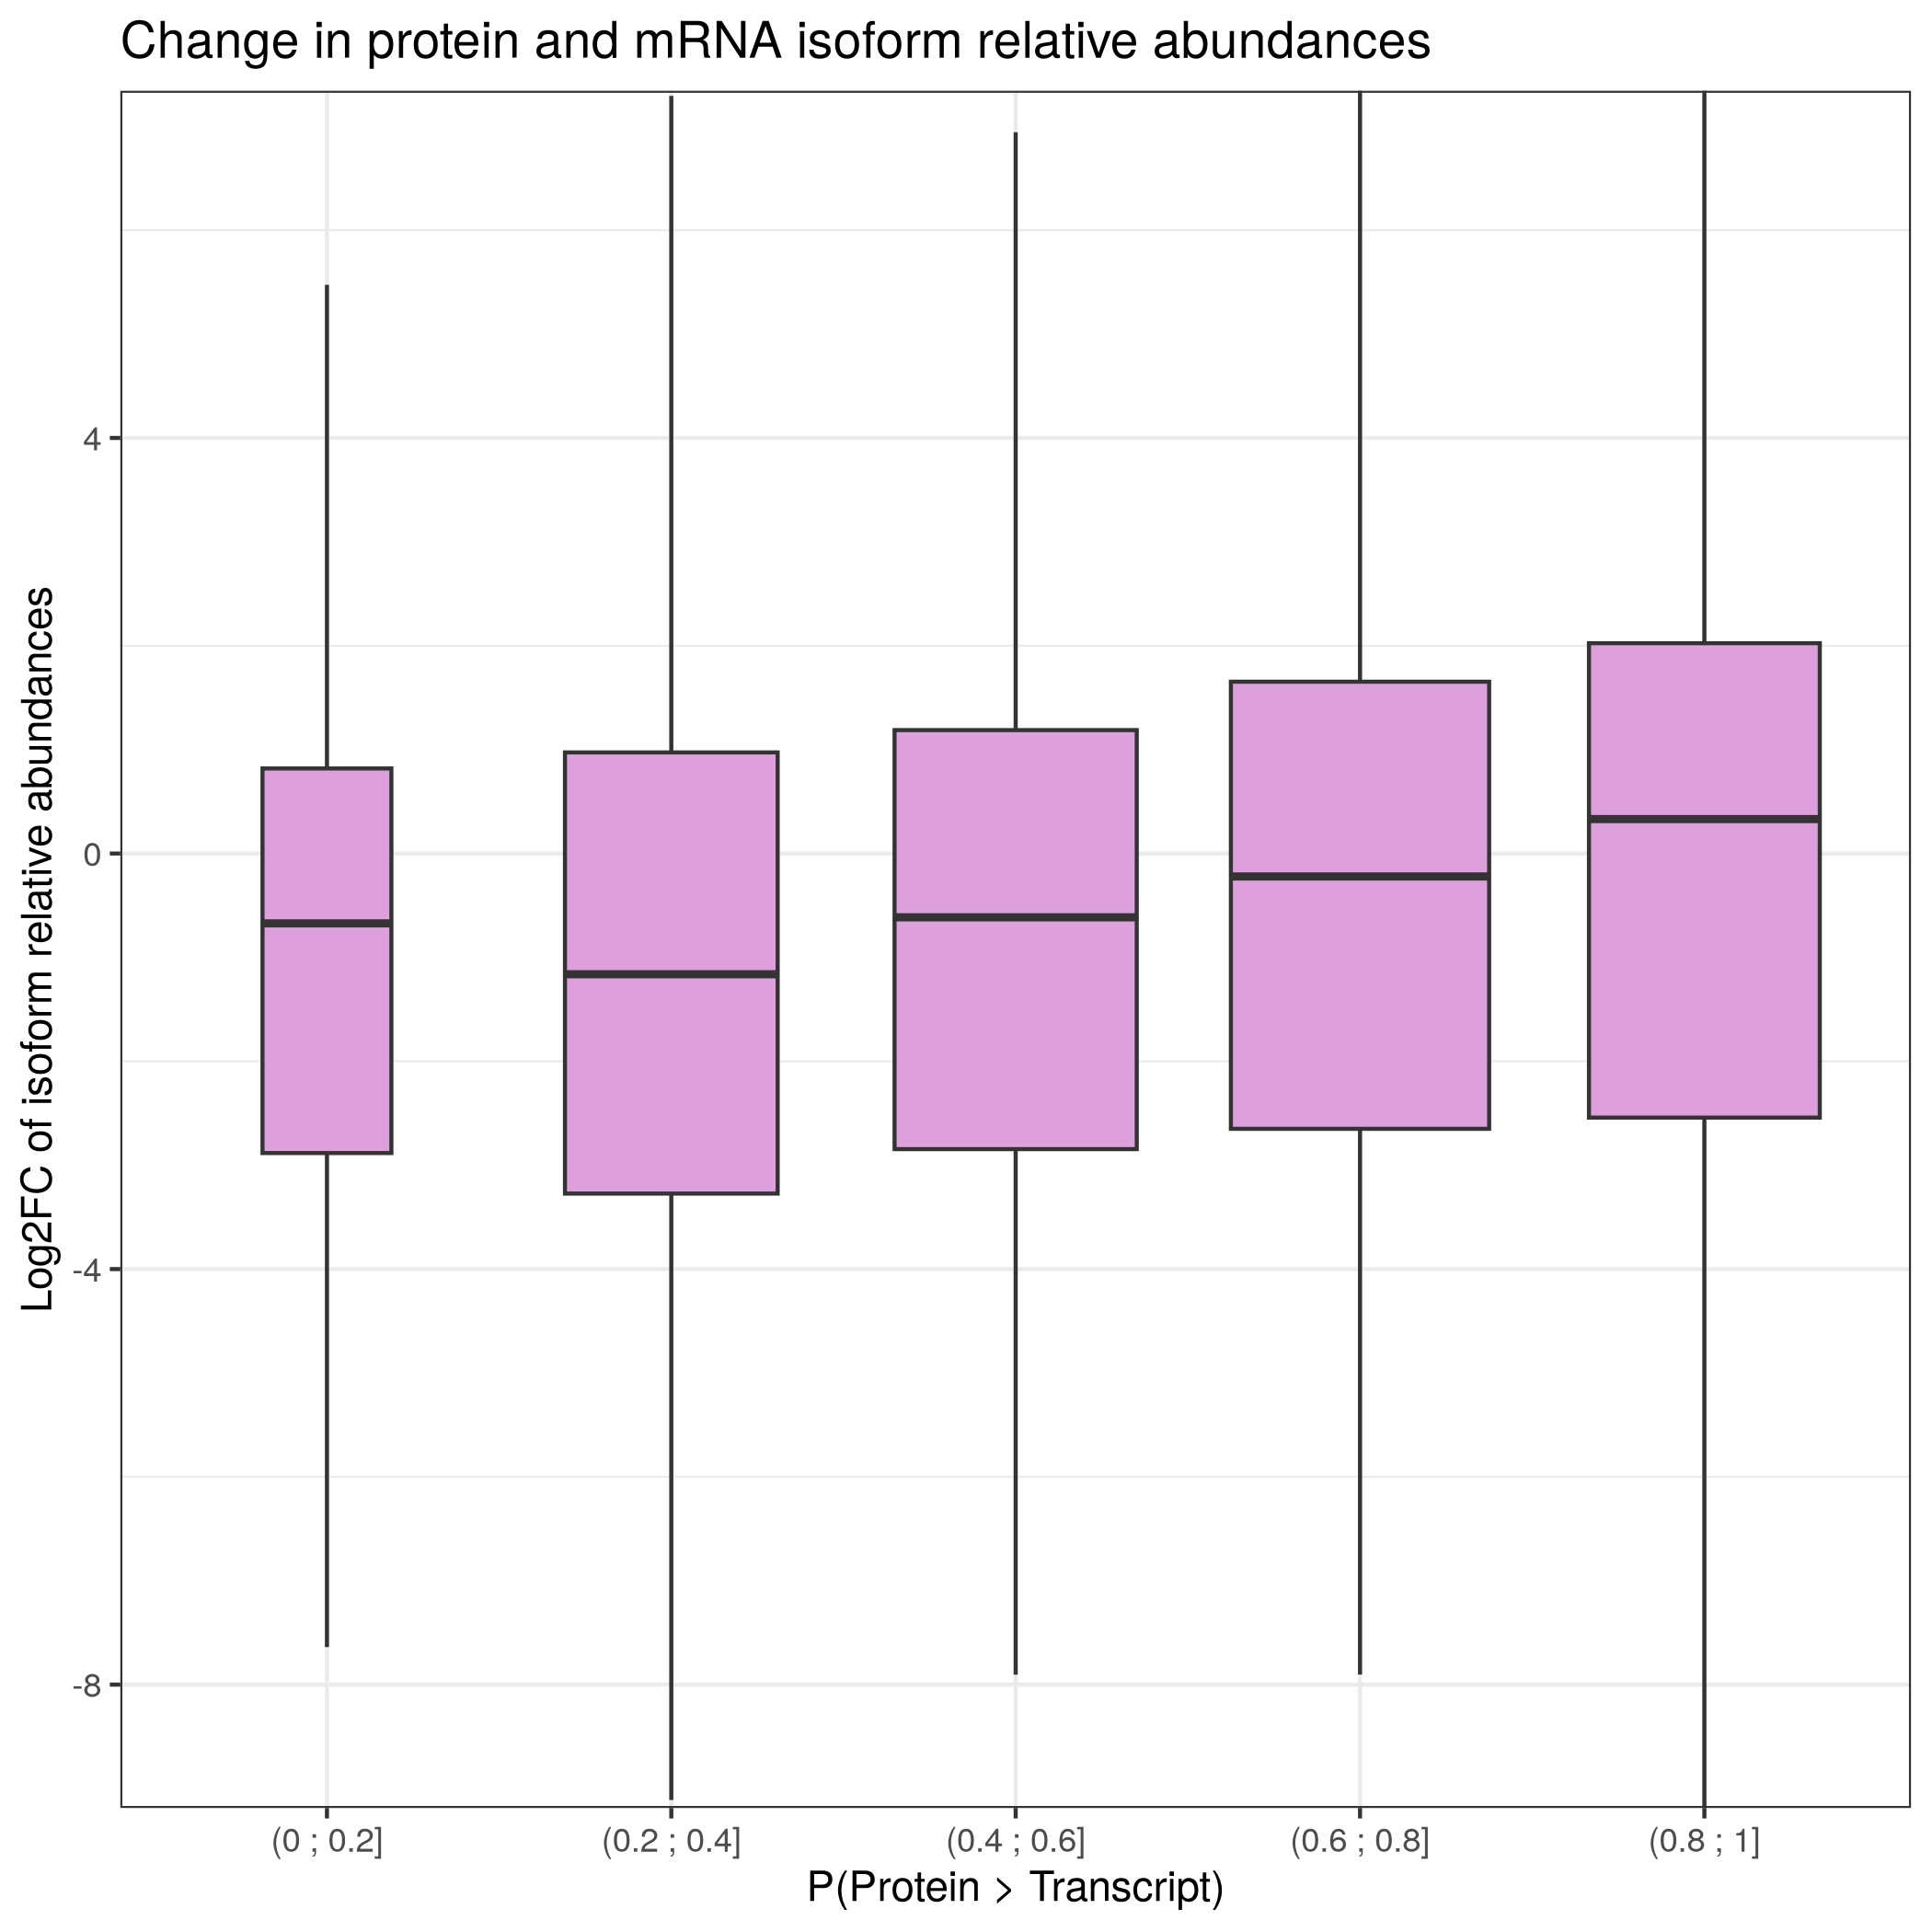 Change in protein and mRNA isoform relative abundances
Log2FC of isoform relative abundances
4
0
-4
-8
(0 ; 0.2]
(0.2 ; 0.4]
(0.4 ; 0.6]
(0.6 ; 0.8]
(0.8 ; 1]
P(Protein > Transcript)